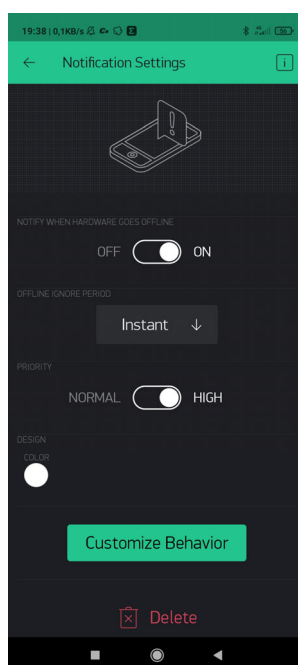 19:38 | 0,1KB/s
56
Notification Settings
i
NOTIFY WHEN HARDWARE GOES OFFLINE
OFF ON
OFFLINE IGNORE PERIOD
Instant ↓
PRIORITY
NORMAL HIGH
DESIGN
COLOR
Customize Behavior
Delete